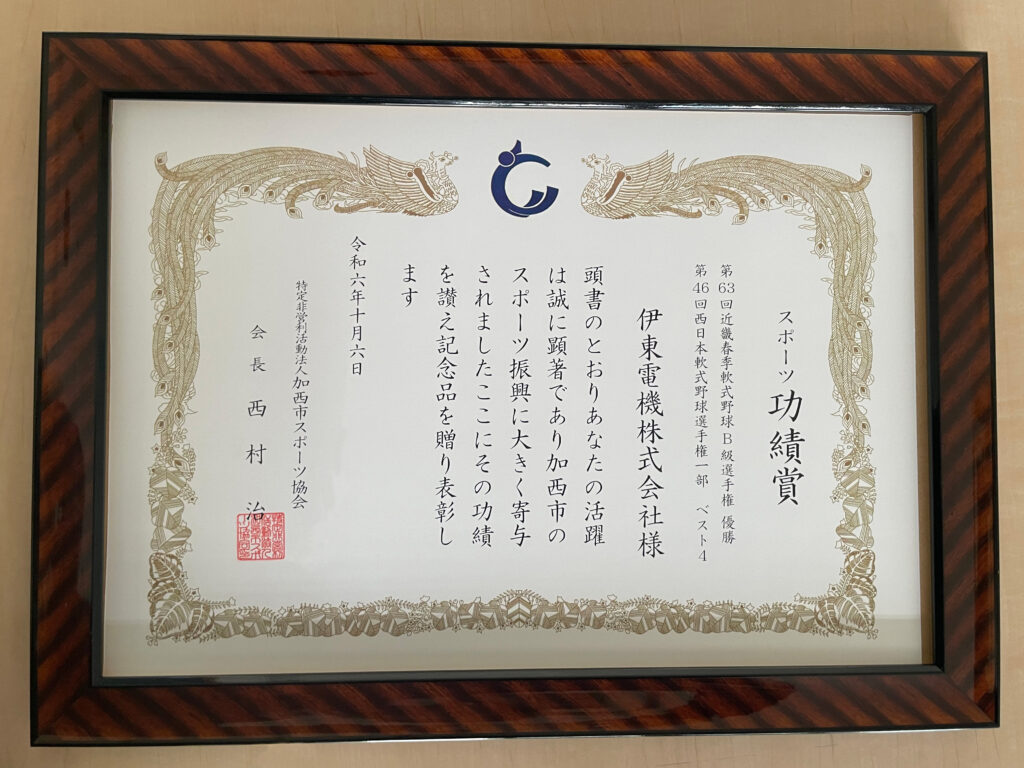 スポーツ功績賞
第63回近畿春季軟式野球B級選手権 優勝
第46回西日本軟式野球選手権一部 ベスト4
伊東電機株式会社様
頭書のとおりあなたの活躍
は誠に顕著であり加西市の
スポーツ振興に大きく寄与
されましたここにその功績
を讃え記念品を贈り表彰し
ます
令和六年十月六日
特定非営利活動法人加西市スポーツ協会
会長 西村 治